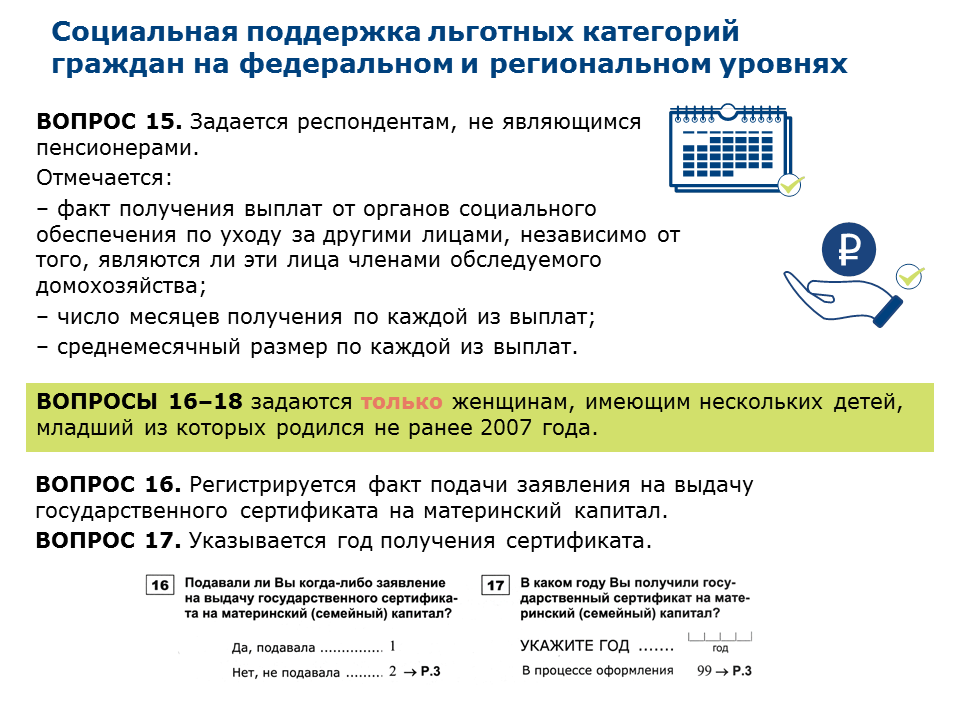 Социальная поддержка льготных категорий
граждан на федеральном и региональном уровнях
ВОПРОС 15. Задается респондентам, не являющимся
пенсионерами.
Отмечается:
– факт получения выплат от органов социального
обеспечения по уходу за другими лицами, независимо от
того, являются ли эти лица членами обследуемого
домохозяйства;
– число месяцев получения по каждой из выплат;
– среднемесячный размер по каждой из выплат.
ВОПРОСЫ 16–18 задаются только женщинам, имеющим нескольких детей,
младший из которых родился не ранее 2007 года.
ВОПРОС 16. Регистрируется факт подачи заявления на выдачу
государственного сертификата на материнский капитал.
ВОПРОС 17. Указывается год получения сертификата.
16 Подавали ли Вы когда-либо заявление
на выдачу государственного сертифика-
та на материнский (семейный) капитал?
Да, подавала ................ 1
Нет, не подавала ......... 2 → Р.3
17 В каком году Вы получили госу-
дарственный сертификат на мате-
ринский (семейный) капитал?
УКАЖИТЕ ГОД .......
год
В процессе оформления 99 → Р.3